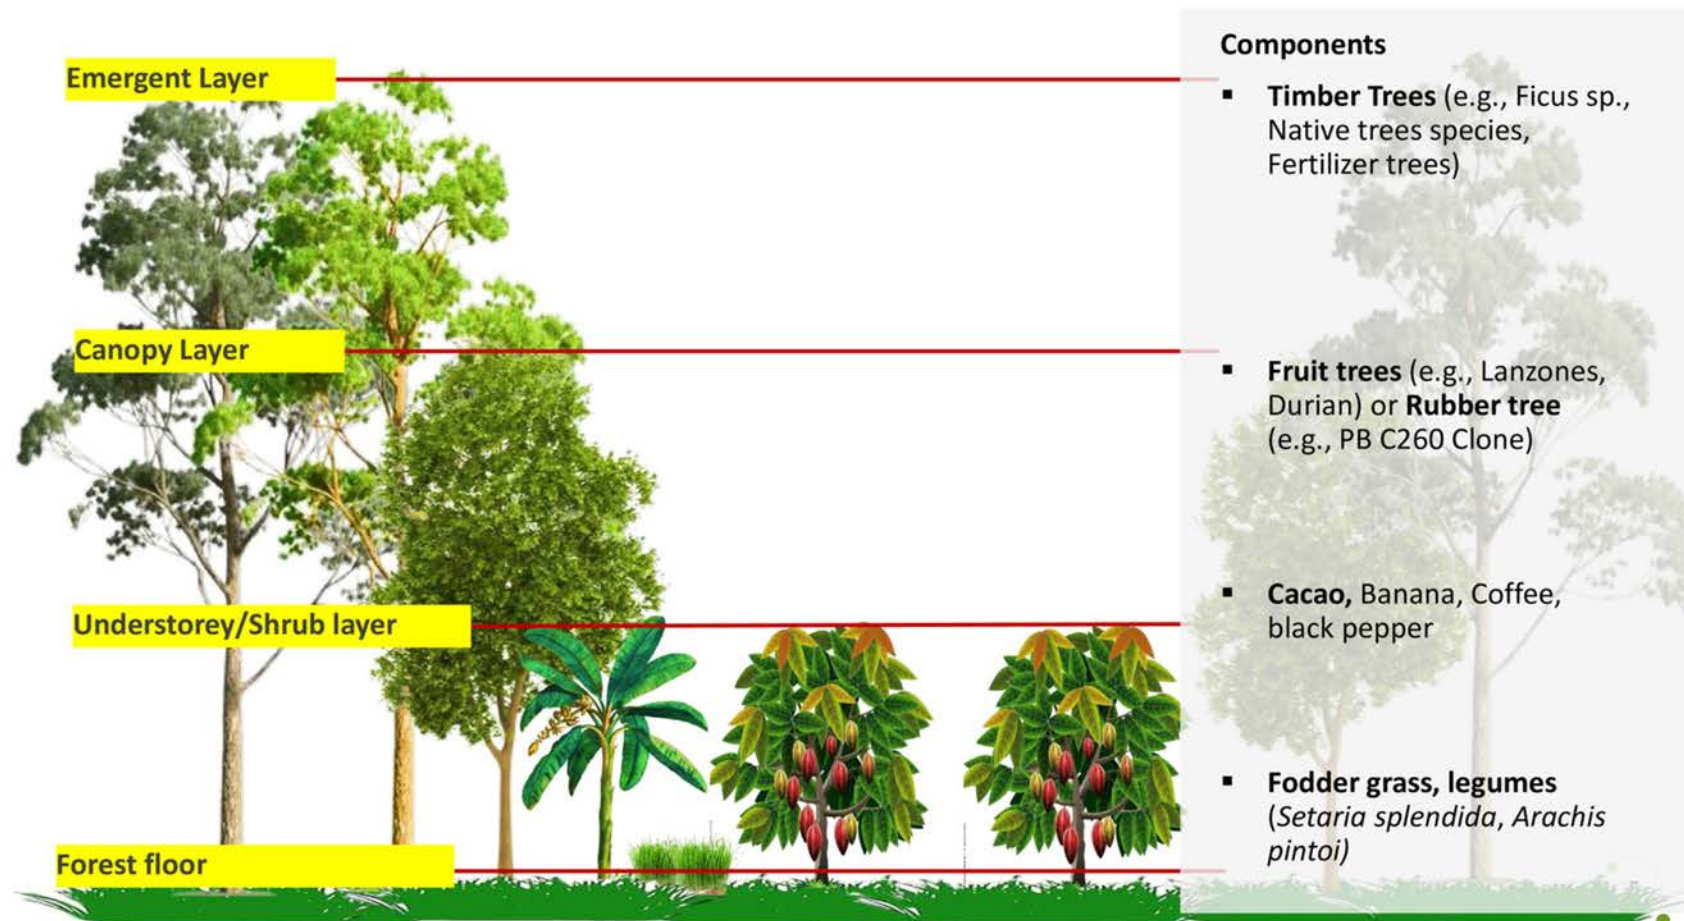 Emergent Layer
Canopy Layer
Understorey/Shrub layer
Forest floor
Components
▪ Timber Trees (e.g., Ficus sp.,
Native trees species,
Fertilizer trees)
▪ Fruit trees (e.g., Lanzones,
Durian) or Rubber tree
(e.g., PB C260 Clone)
▪ Cacao, Banana, Coffee,
black pepper
▪ Fodder grass, legumes
(Setaria splendida, Arachis
pintoi)